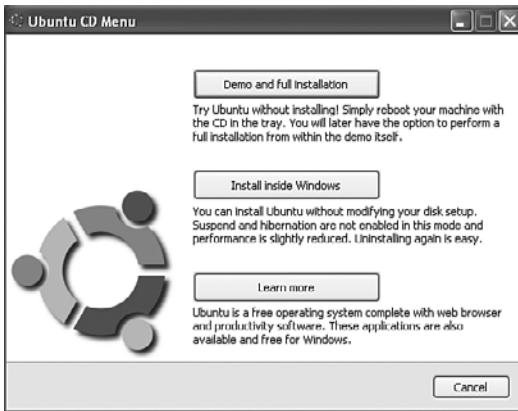 Ubuntu CD Menu
Demo and full installation
Try Ubuntu without installing! Simply reboot your machine with
the CD in the tray. You will later have the option to perform a
full installation from within the demo itself.
Install inside Windows
You can install Ubuntu without modifying your disk setup.
Suspend and hibernation are not enabled in this mode and
performance is slightly reduced. Uninstalling again is easy.
Learn more
Ubuntu is a free operating system complete with web browser
and productivity software. These applications are also
available and free for Windows.
Cancel